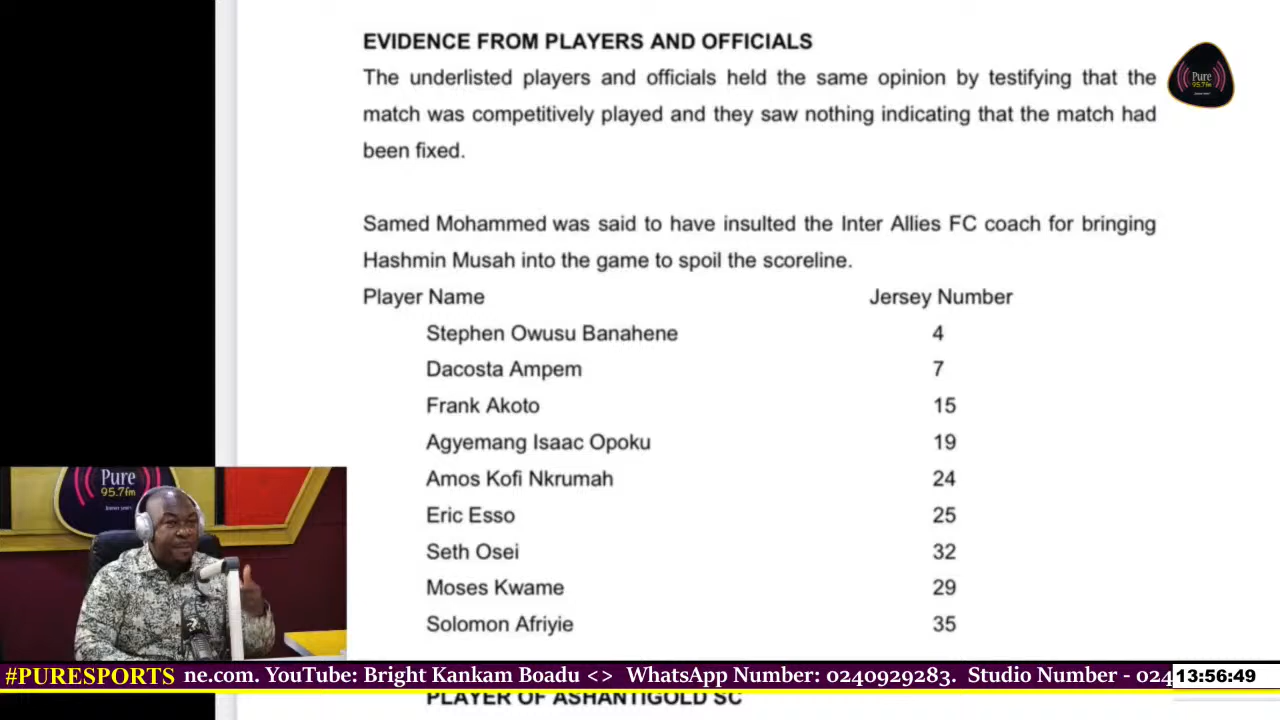 EVIDENCE FROM PLAYERS AND OFFICIALS
The underlisted players and officials held the same opinion by testifying that the
match was competitively played and they saw nothing indicating that the match had
been fixed.
Pure
95.7fm
Samed Mohammed was said to have insulted the Inter Allies FC coach for bringing
Hashmin Musah into the game to spoil the scoreline.
Player Name Jersey Number
Stephen Owusu Banahene 4
Dacosta Ampem 7
Frank Akoto 15
Agyemang Isaac Opoku 19
Amos Kofi Nkrumah 24
Eric Esso 25
Seth Osei 32
Moses Kwame 29
Solomon Afriyie 35
Pure
95.7fm
#PURESPORTS ne.com. YouTube: Bright Kankam Boadu <> WhatsApp Number: 0240929283. Studio Number - 024 13:56:49
PLAYER OF ASHANTIGOLD SC